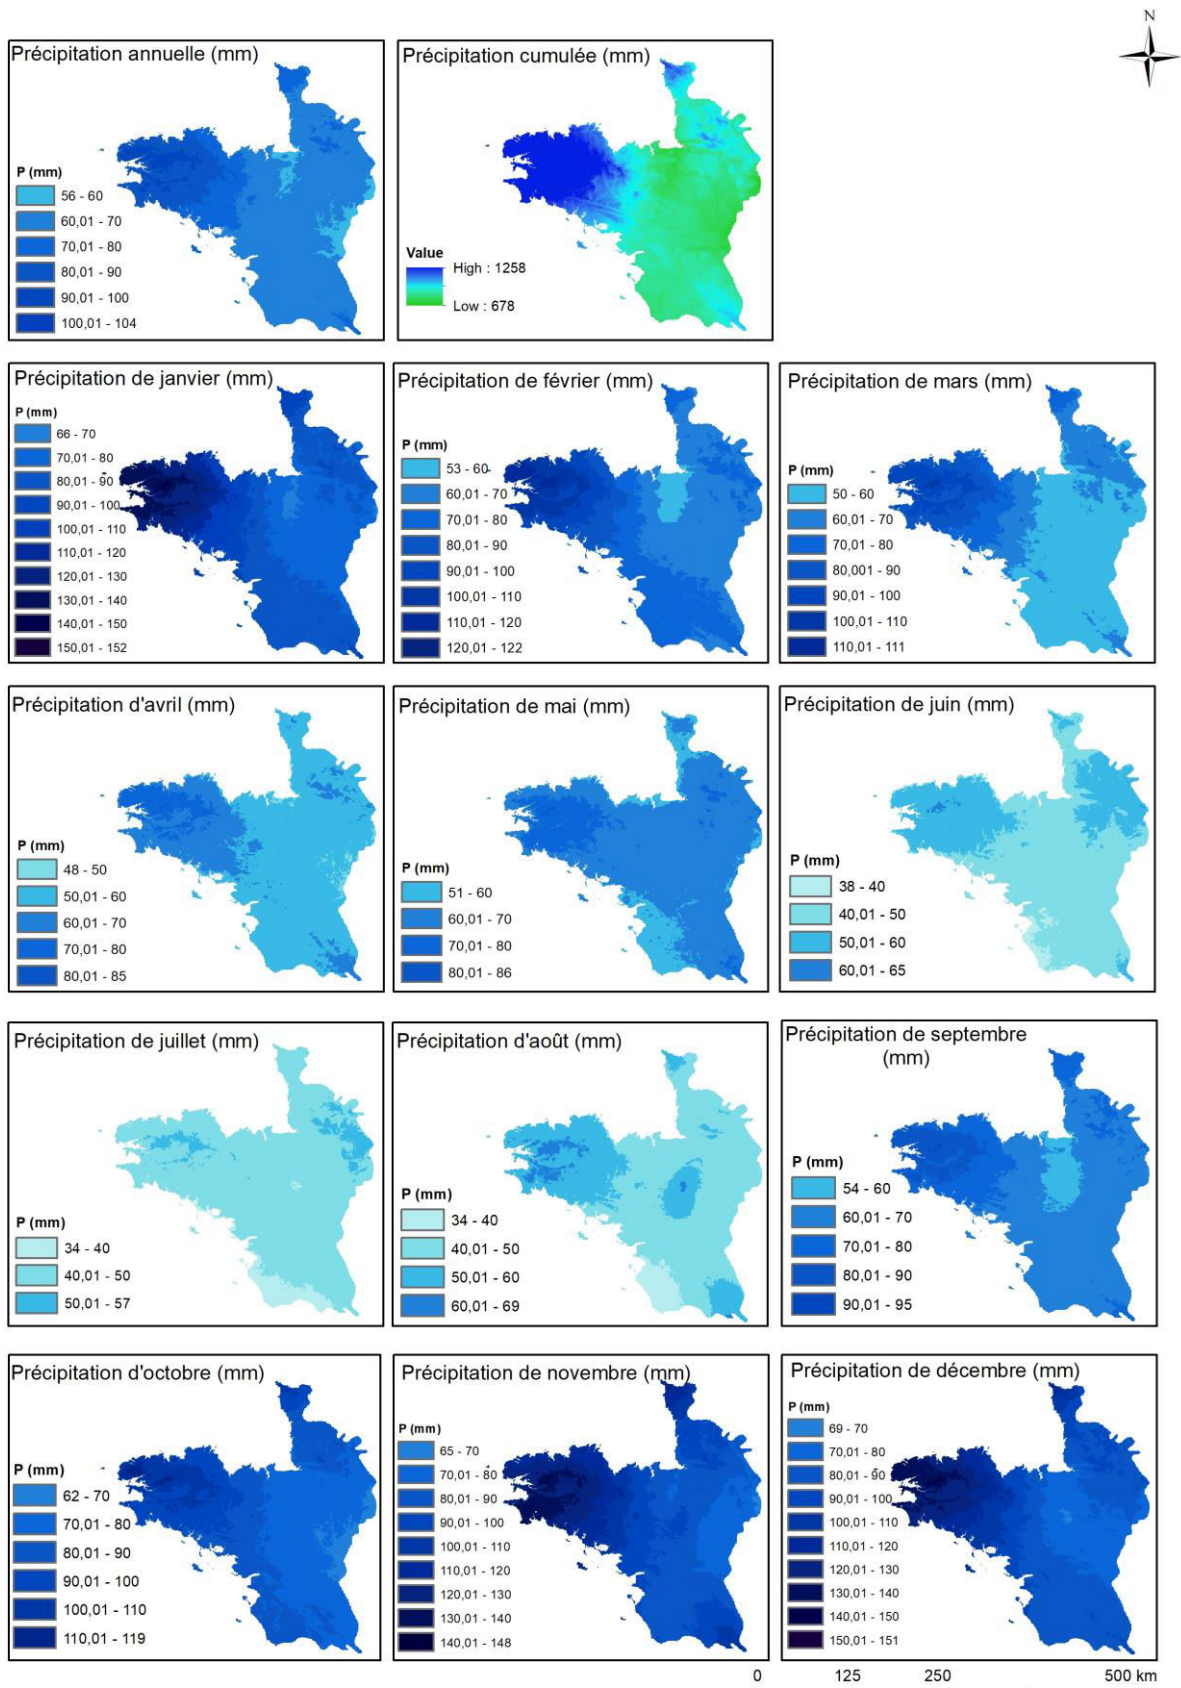 N
Précipitation annuelle (mm)
P (mm)
56 - 60
60,01 - 70
70,01 - 80
80,01 - 90
90,01 - 100
100,01 - 104
Précipitation cumulée (mm)
Value
High : 1258
Low : 678
Précipitation de janvier (mm)
P (mm)
66 - 70
70,01 - 80
80,01 - 90
90,01 - 100
100,01 - 110
110,01 - 120
120,01 - 130
130,01 - 140
140,01 - 150
150,01 - 152
Précipitation de février (mm)
P (mm)
53 - 60
60,01 - 70
70,01 - 80
80,01 - 90
90,01 - 100
100,01 - 110
110,01 - 120
120,01 - 122
Précipitation de mars (mm)
P (mm)
50 - 60
60,01 - 70
70,01 - 80
80,001 - 90
90,01 - 100
100,01 - 110
110,01 - 111
Précipitation d'avril (mm)
P (mm)
48 - 50
50,01 - 60
60,01 - 70
70,01 - 80
80,01 - 85
Précipitation de mai (mm)
P (mm)
51 - 60
60,01 - 70
70,01 - 80
80,01 - 86
Précipitation de juin (mm)
P (mm)
38 - 40
40,01 - 50
50,01 - 60
60,01 - 65
Précipitation de juillet (mm)
P (mm)
34 - 40
40,01 - 50
50,01 - 57
Précipitation d'août (mm)
P (mm)
34 - 40
40,01 - 50
50,01 - 60
60,01 - 69
Précipitation de septembre
(mm)
P (mm)
54 - 60
60,01 - 70
70,01 - 80
80,01 - 90
90,01 - 95
Précipitation d'octobre (mm)
P (mm)
62 - 70
70,01 - 80
80,01 - 90
90,01 - 100
100,01 - 110
110,01 - 119
Précipitation de novembre (mm)
P (mm)
65 - 70
70,01 - 80
80,01 - 90
90,01 - 100
100,01 - 110
110,01 - 120
120,01 - 130
130,01 - 140
140,01 - 148
Précipitation de décembre (mm)
P (mm)
69 - 70
70,01 - 80
80,01 - 90
90,01 - 100
100,01 - 110
110,01 - 120
120,01 - 130
130,01 - 140
140,01 - 150
150,01 - 151
0 125 250 500 km